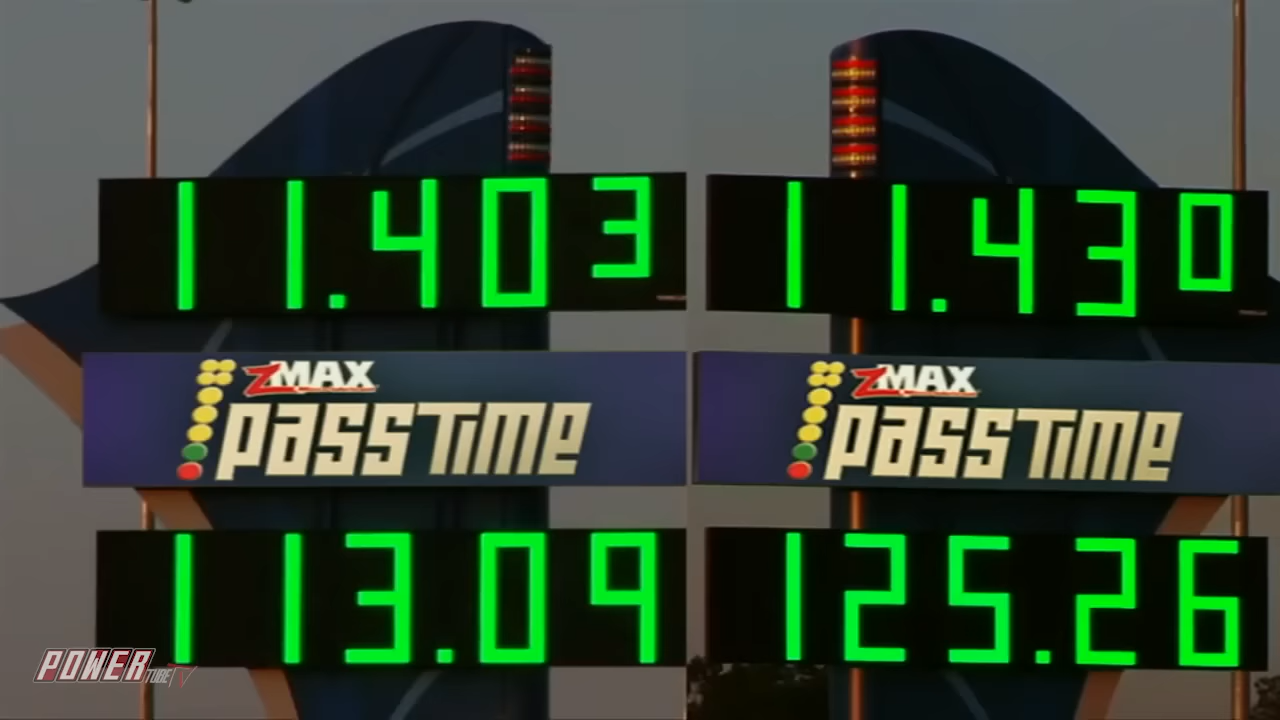 11.403
11.430
ZMAX
PASSTIME
ZMAX
PASSTIME
113.09
125.26
POWER TUBE TV